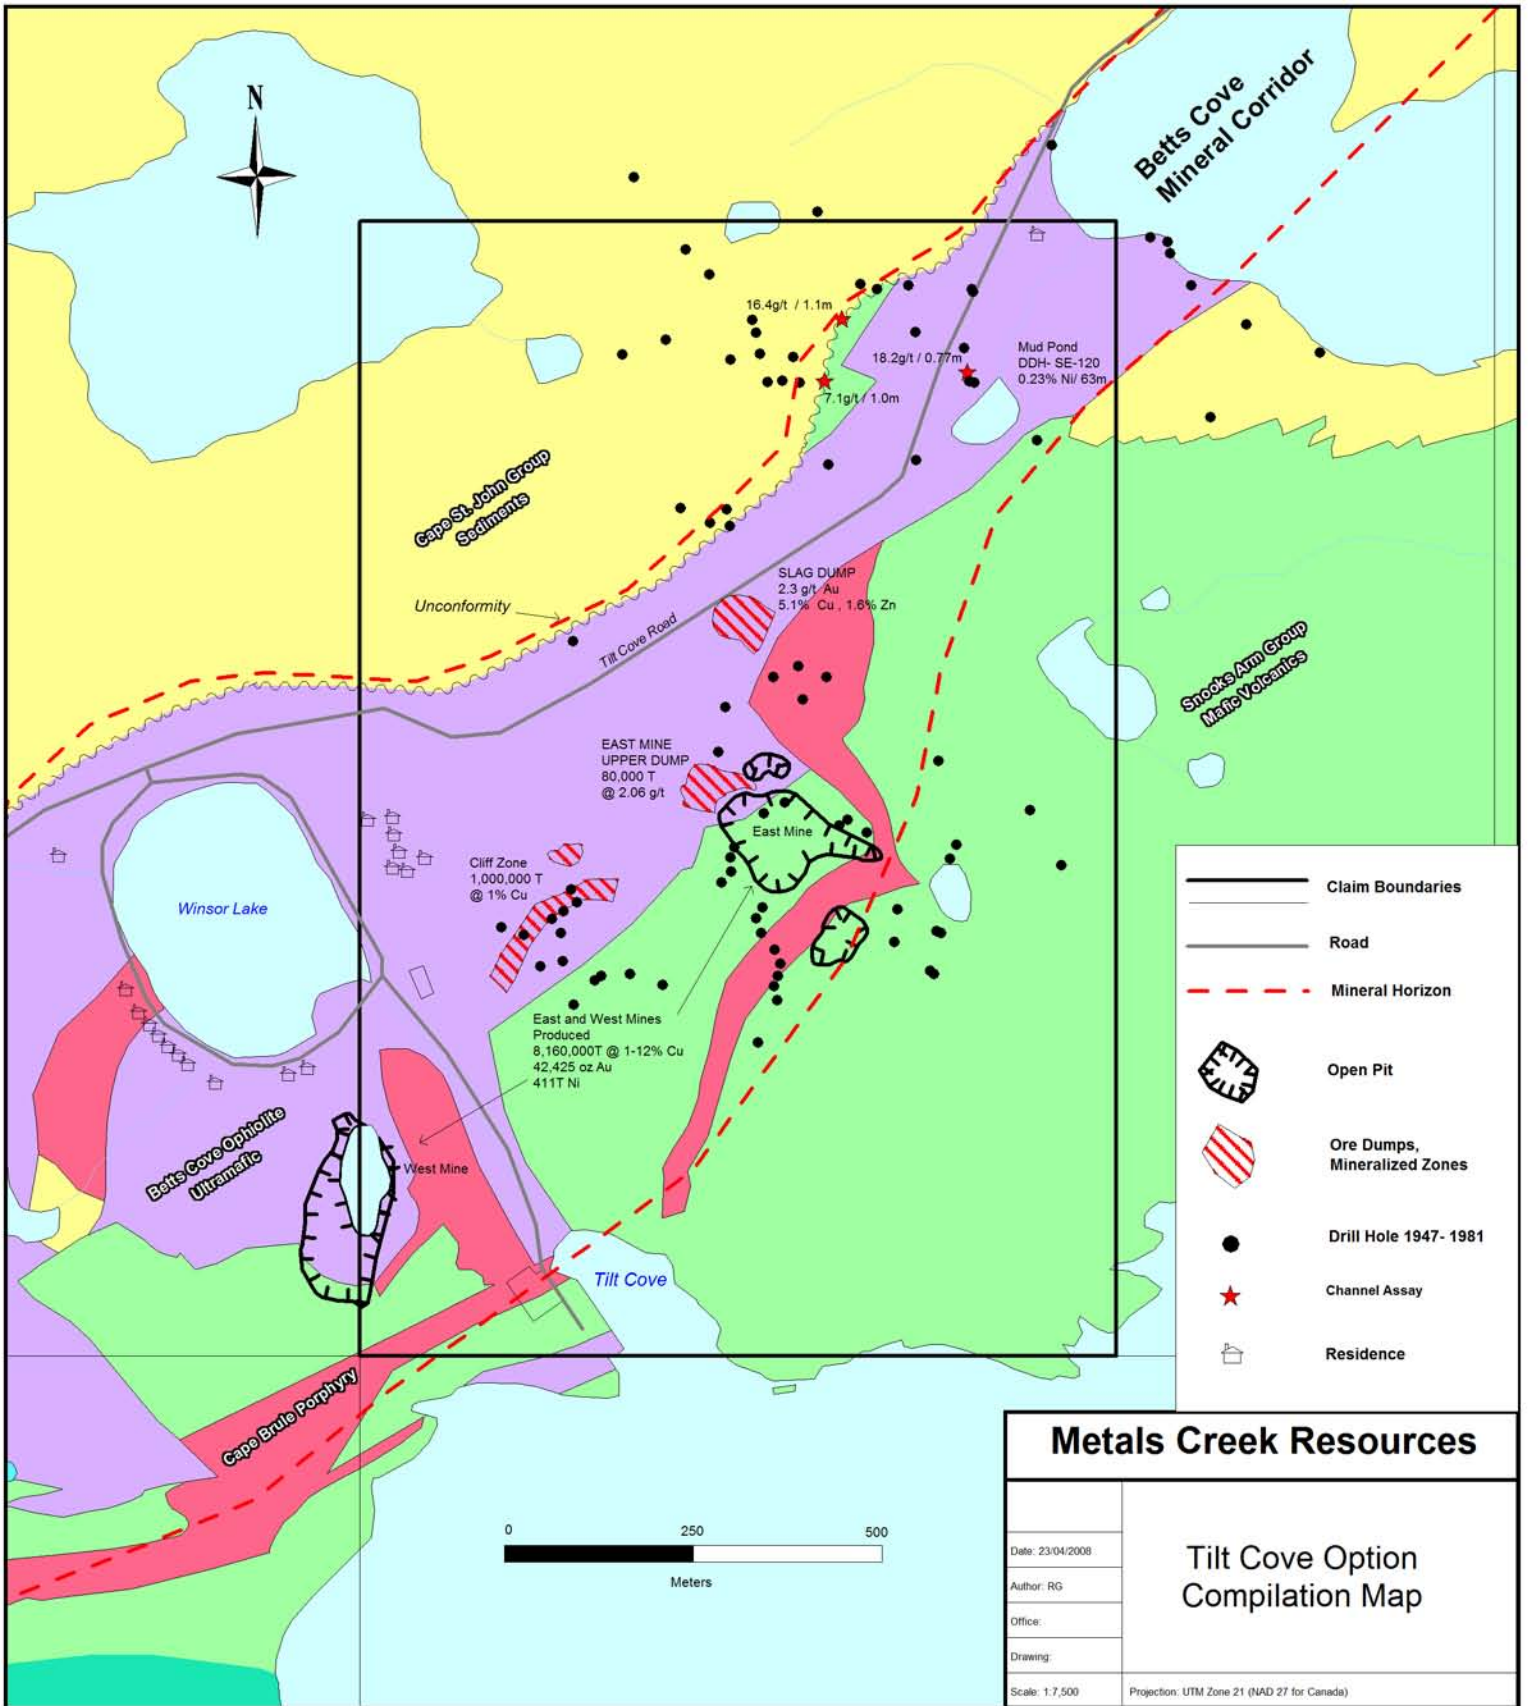 N
Betts Cove
Mineral Corridor
16.4g/t / 1.1m
18.2g/t / 0.77m
Mud Pond
DDH- SE-120
0.23% Ni/ 63m
7.1g/t / 1.0m
Cape St. John Group
Sediments
Unconformity
SLAG DUMP
2.3 g/t Au
5.1% Cu , 1.6% Zn
Tilt Cove Road
Snooks Arm Group
Mafic Volcanics
EAST MINE
UPPER DUMP
80,000 T
@ 2.06 g/t
East Mine
Cliff Zone
1,000,000 T
@ 1% Cu
Winsor Lake
East and West Mines
Produced
8,160,000T @ 1-12% Cu
42,425 oz Au
411T Ni
Betts Cove Ophiolite
Ultramafic
West Mine
Tilt Cove
Cape Brule Porphyry
Claim Boundaries
Road
Mineral Horizon
Open Pit
Ore Dumps,
Mineralized Zones
Drill Hole 1947- 1981
Channel Assay
Residence
0 250 500
Meters
Metals Creek Resources
Date: 23/04/2008
Author: RG
Office:
Drawing:
Scale: 1:7,500
Tilt Cove Option
Compilation Map
Projection: UTM Zone 21 (NAD 27 for Canada)